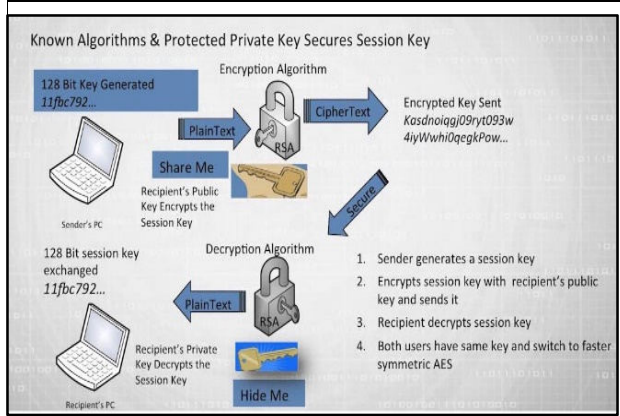 Known Algorithms & Protected Private Key Secures Session Key
128 Bit Key Generated
11fbc792...
Encryption Algorithm
PlainText
RSA
CipherText
Encrypted Key Sent
Kasdnoiqgj09ryt093w
4iyWwhi0qegkPow...
Share Me
Recipient's Public
Key Encrypts the
Session Key
Sender's PC
Secure
128 Bit session key
exchanged
11fbc792...
Decryption Algorithm
PlainText
RSA
Recipient's Private
Key Decrypts the
Session Key
Hide Me
Recipient's PC
1. Sender generates a session key
2. Encrypts session key with recipient's public
key and sends it
3. Recipient decrypts session key
4. Both users have same key and switch to faster
symmetric AES